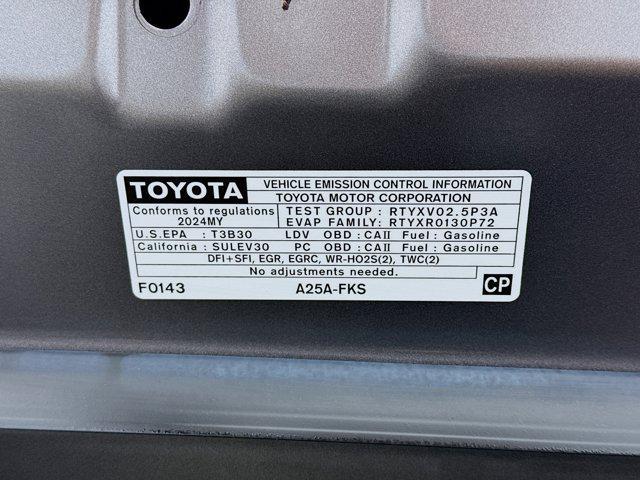 TOYOTA VEHICLE EMISSION CONTROL INFORMATION
TOYOTA MOTOR CORPORATION
Conforms to regulations TEST GROUP : RTYXV02.5P3A
2024MY EVAP FAMILY: RTYXR0130P72
U.S.EPA : T3B30 LDV OBD : CAII Fuel : Gasoline
California : SULEV30 PC OBD : CAII Fuel : Gasoline
DFI+SFI, EGR, EGRC, WR-HO2S(2), TWC(2)
No adjustments needed.
F0143 A25A-FKS CP